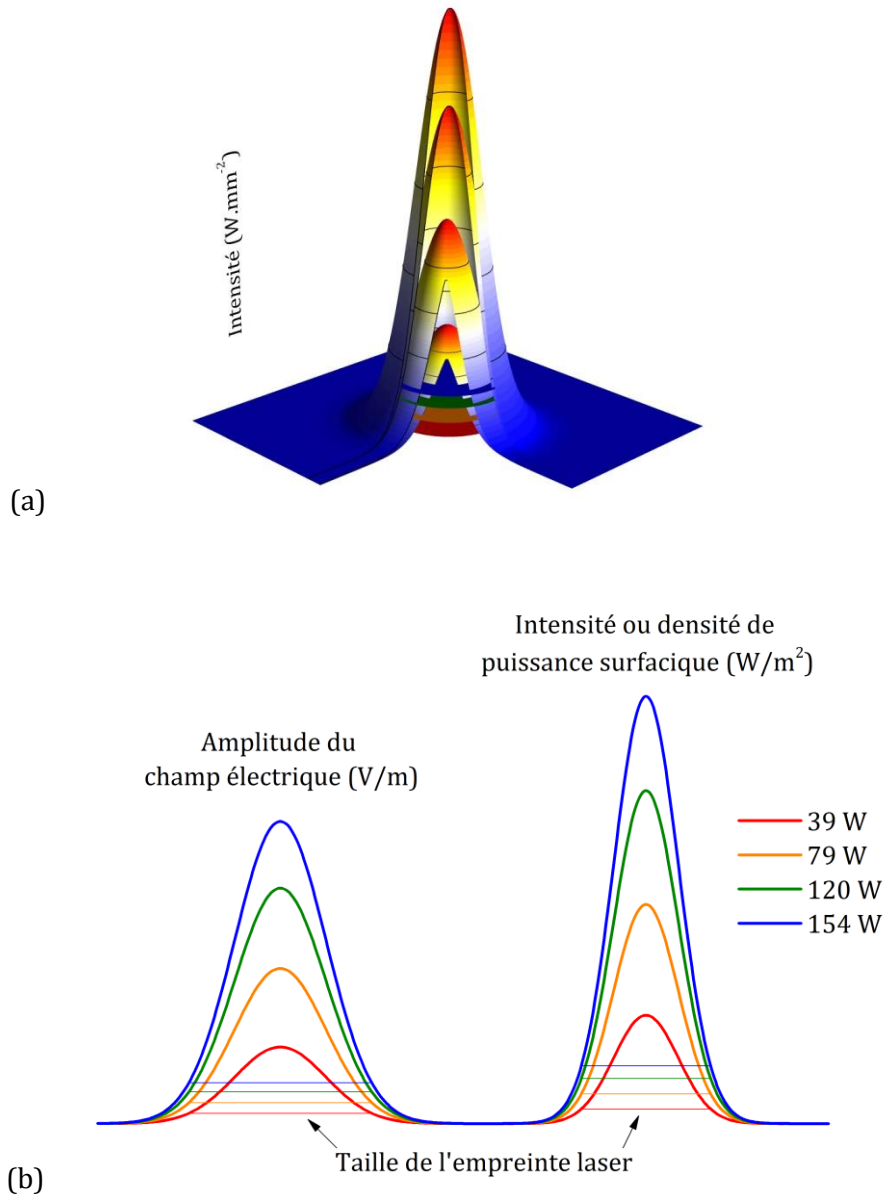 Intensité (W.mm⁻²)
(a)
Intensité ou densité de
puissance surfacique (W/m²)
Amplitude du
champ électrique (V/m)
39 W
79 W
120 W
154 W
Taille de l'empreinte laser
(b)